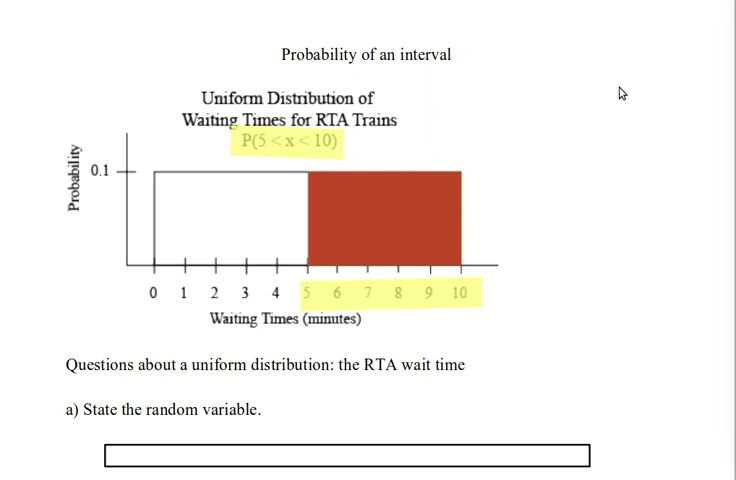 Probability of an interval
Uniform Distribution of
Waiting Times for RTA Trains
P(5 < x < 10)
Probability
0.1
0 1 2 3 4 5 6 7 8 9 10
Waiting Times (minutes)
Questions about a uniform distribution: the RTA wait time
a) State the random variable.